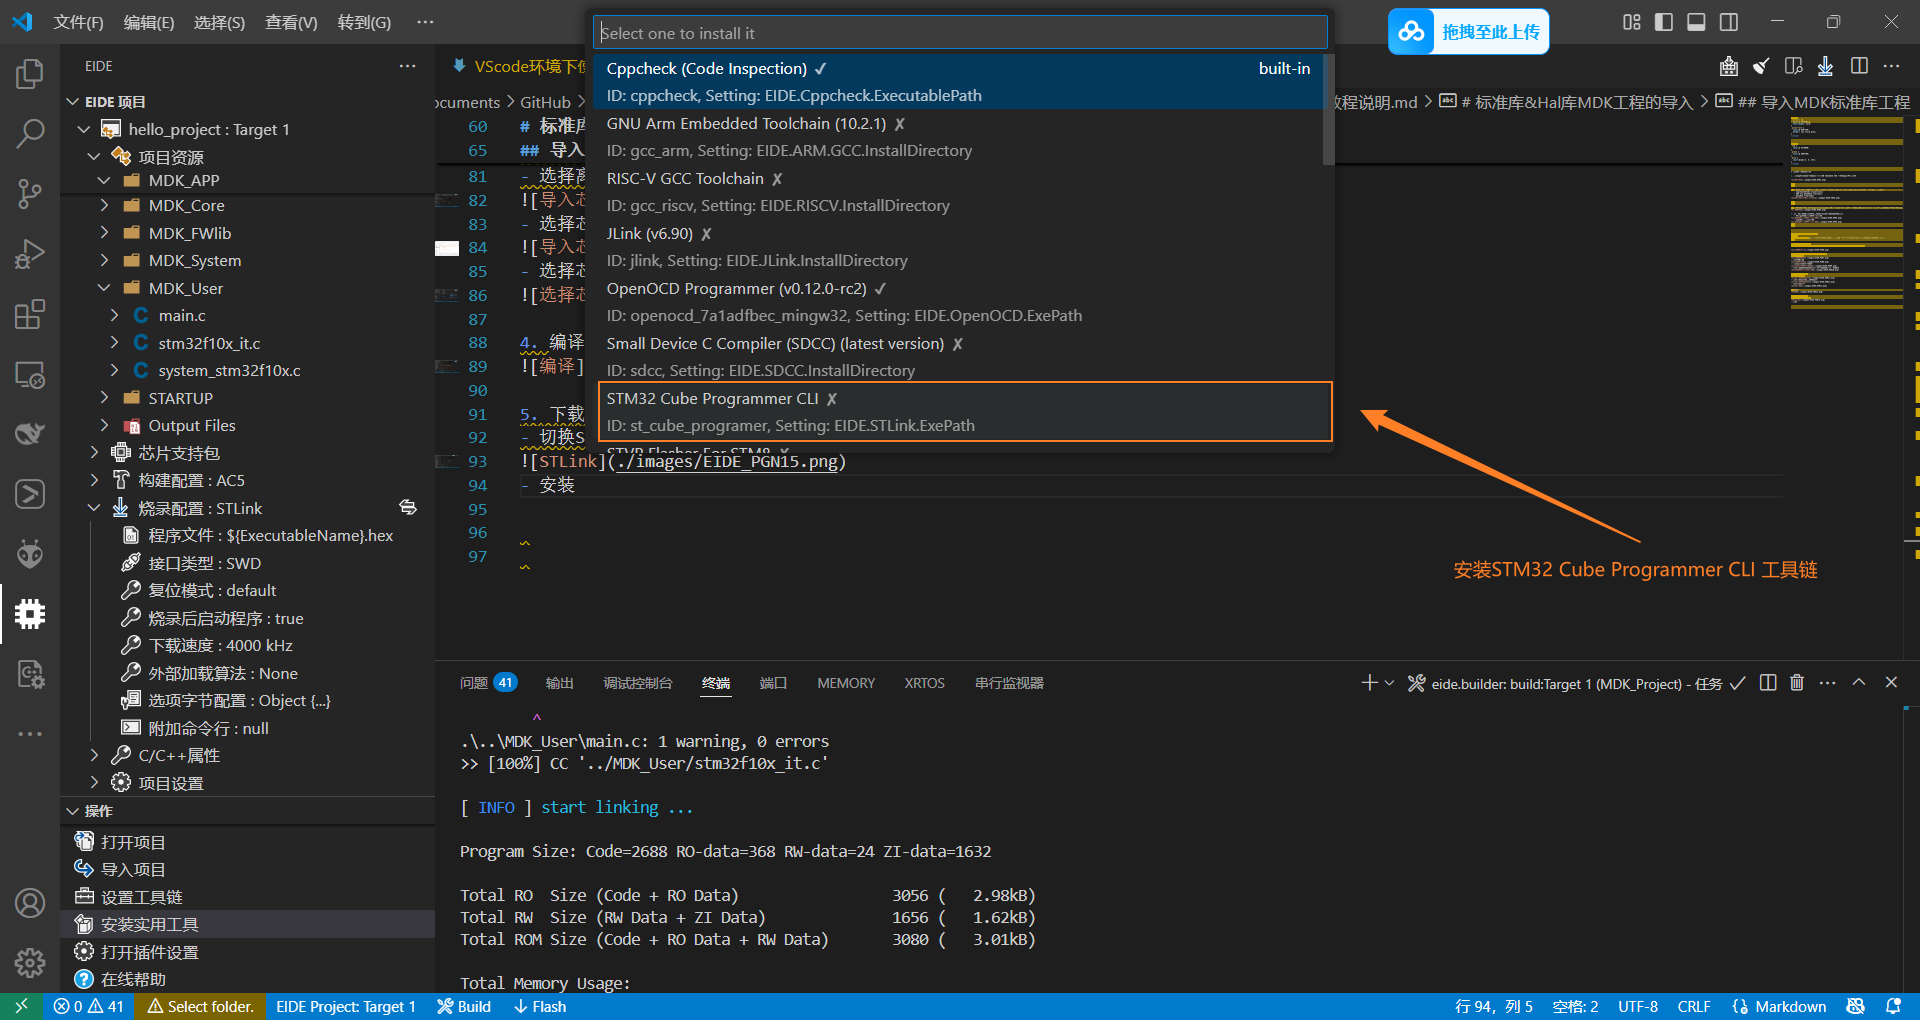 文件(F) 编辑(E) 选择(S) 查看(V) 转到(G) ···
Select one to install it
拖拽至此上传
Cppcheck (Code Inspection) ✓ built-in
ID: cppcheck, Setting: EIDE.Cppcheck.ExecutablePath
GNU Arm Embedded Toolchain (10.2.1) ✗
ID: gcc_arm, Setting: EIDE.ARM.GCC.InstallDirectory
RISC-V GCC Toolchain ✗
ID: gcc_riscv, Setting: EIDE.RISCV.InstallDirectory
JLink (v6.90) ✗
ID: jlink, Setting: EIDE.JLink.InstallDirectory
OpenOCD Programmer (v0.12.0-rc2) ✓
ID: openocd_7a1adfbec_mingw32, Setting: EIDE.OpenOCD.ExePath
Small Device C Compiler (SDCC) (latest version) ✗
ID: sdcc, Setting: EIDE.SDCC.InstallDirectory
STM32 Cube Programmer CLI ✗
ID: st_cube_programer, Setting: EIDE.STLink.ExePath
STVP Flasher For STM8 ✗
安装STM32 Cube Programmer CLI 工具链
EIDE ···
EIDE 项目
hello_project : Target 1
项目资源
MDK_APP
MDK_Core
MDK_FWlib
MDK_System
MDK_User
C main.c
C stm32f10x_it.c
C system_stm32f10x.c
STARTUP
Output Files
芯片支持包
构建配置 : AC5
烧录配置 : STLink
程序文件 : ${ExecutableName}.hex
接口类型 : SWD
复位模式 : default
烧录后启动程序 : true
下载速度 : 4000 kHz
外部加载算法 : None
选项字节配置 : Object {...}
附加命令行 : null
C/C++属性
项目设置
操作
打开项目
导入项目
设置工具链
安装实用工具
打开插件设置
在线帮助
VScode环境下使
ocuments > GitHub > 教程说明.md > # 标准库&Hal库MDK工程的导入 > ## 导入MDK标准库工程
60 # 标准库
65 ## 导入
81 - 选择离
82 ![导入芯
83 - 选择芯
84 ![导入芯
85 - 选择芯
86 ![选择芯
87
88 4. 编译
89 ![编译]
90
91 5. 下载
92 - 切换S
93 ![STLink](./images/EIDE_PGN15.png)
94 - 安装
95
96
97
问题 41 输出 调试控制台 终端 端口 MEMORY XRTOS 串行监视器
eide.builder: build:Target 1 (MDK_Project) - 任务 ✓
^
.\..\MDK_User\main.c: 1 warning, 0 errors
>> [100%] CC '../MDK_User/stm32f10x_it.c'
[ INFO ] start linking ...
Program Size: Code=2688 RO-data=368 RW-data=24 ZI-data=1632
Total RO  Size (Code + RO Data) 3056 ( 2.98kB)
Total RW  Size (RW Data + ZI Data) 1656 ( 1.62kB)
Total ROM Size (Code + RO Data + RW Data) 3080 ( 3.01kB)
Total Memory Usage:
0 41 Select folder. EIDE Project: Target 1 Build Flash 行 94，列 5 空格: 2 UTF-8 CRLF Markdown